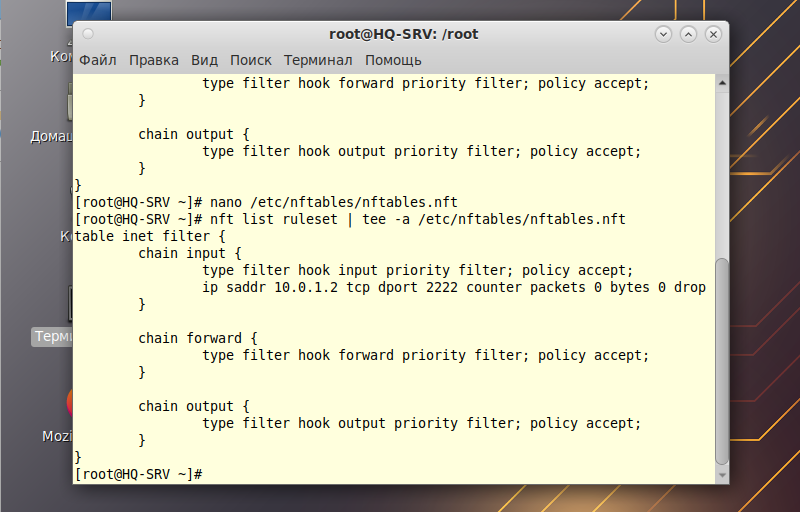 root@HQ-SRV: /root
Файл Правка Вид Поиск Терминал Помощь
type filter hook forward priority filter; policy accept;
}
chain output {
type filter hook output priority filter; policy accept;
}
}
[root@HQ-SRV ~]# nano /etc/nftables/nftables.nft
[root@HQ-SRV ~]# nft list ruleset | tee -a /etc/nftables/nftables.nft
table inet filter {
chain input {
type filter hook input priority filter; policy accept;
ip saddr 10.0.1.2 tcp dport 2222 counter packets 0 bytes 0 drop
}
chain forward {
type filter hook forward priority filter; policy accept;
}
chain output {
type filter hook output priority filter; policy accept;
}
}
[root@HQ-SRV ~]#